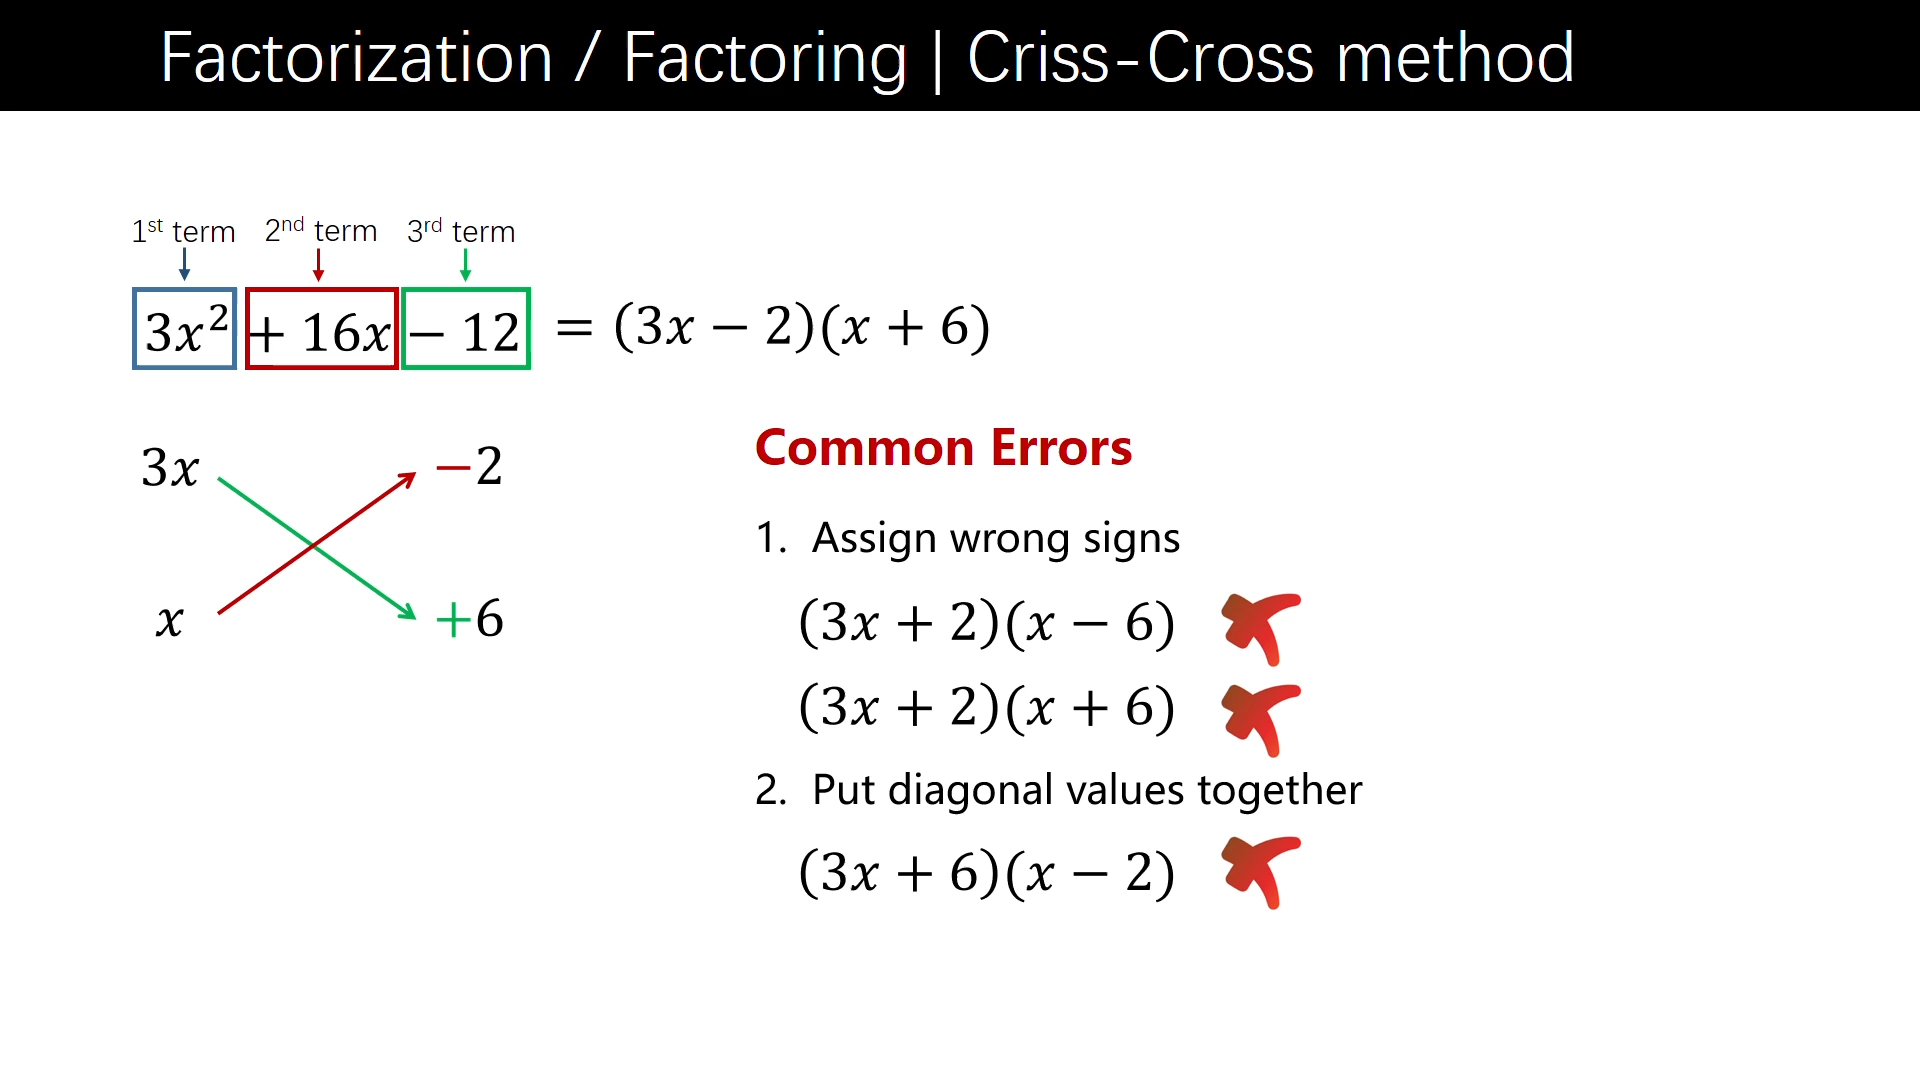 Factorization / Factoring | Criss-Cross method
1st term 2nd term 3rd term
3x² + 16x − 12 = (3x − 2)(x + 6)
3x −2
x +6
Common Errors
1. Assign wrong signs
(3x + 2)(x − 6)
(3x + 2)(x + 6)
2. Put diagonal values together
(3x + 6)(x − 2)